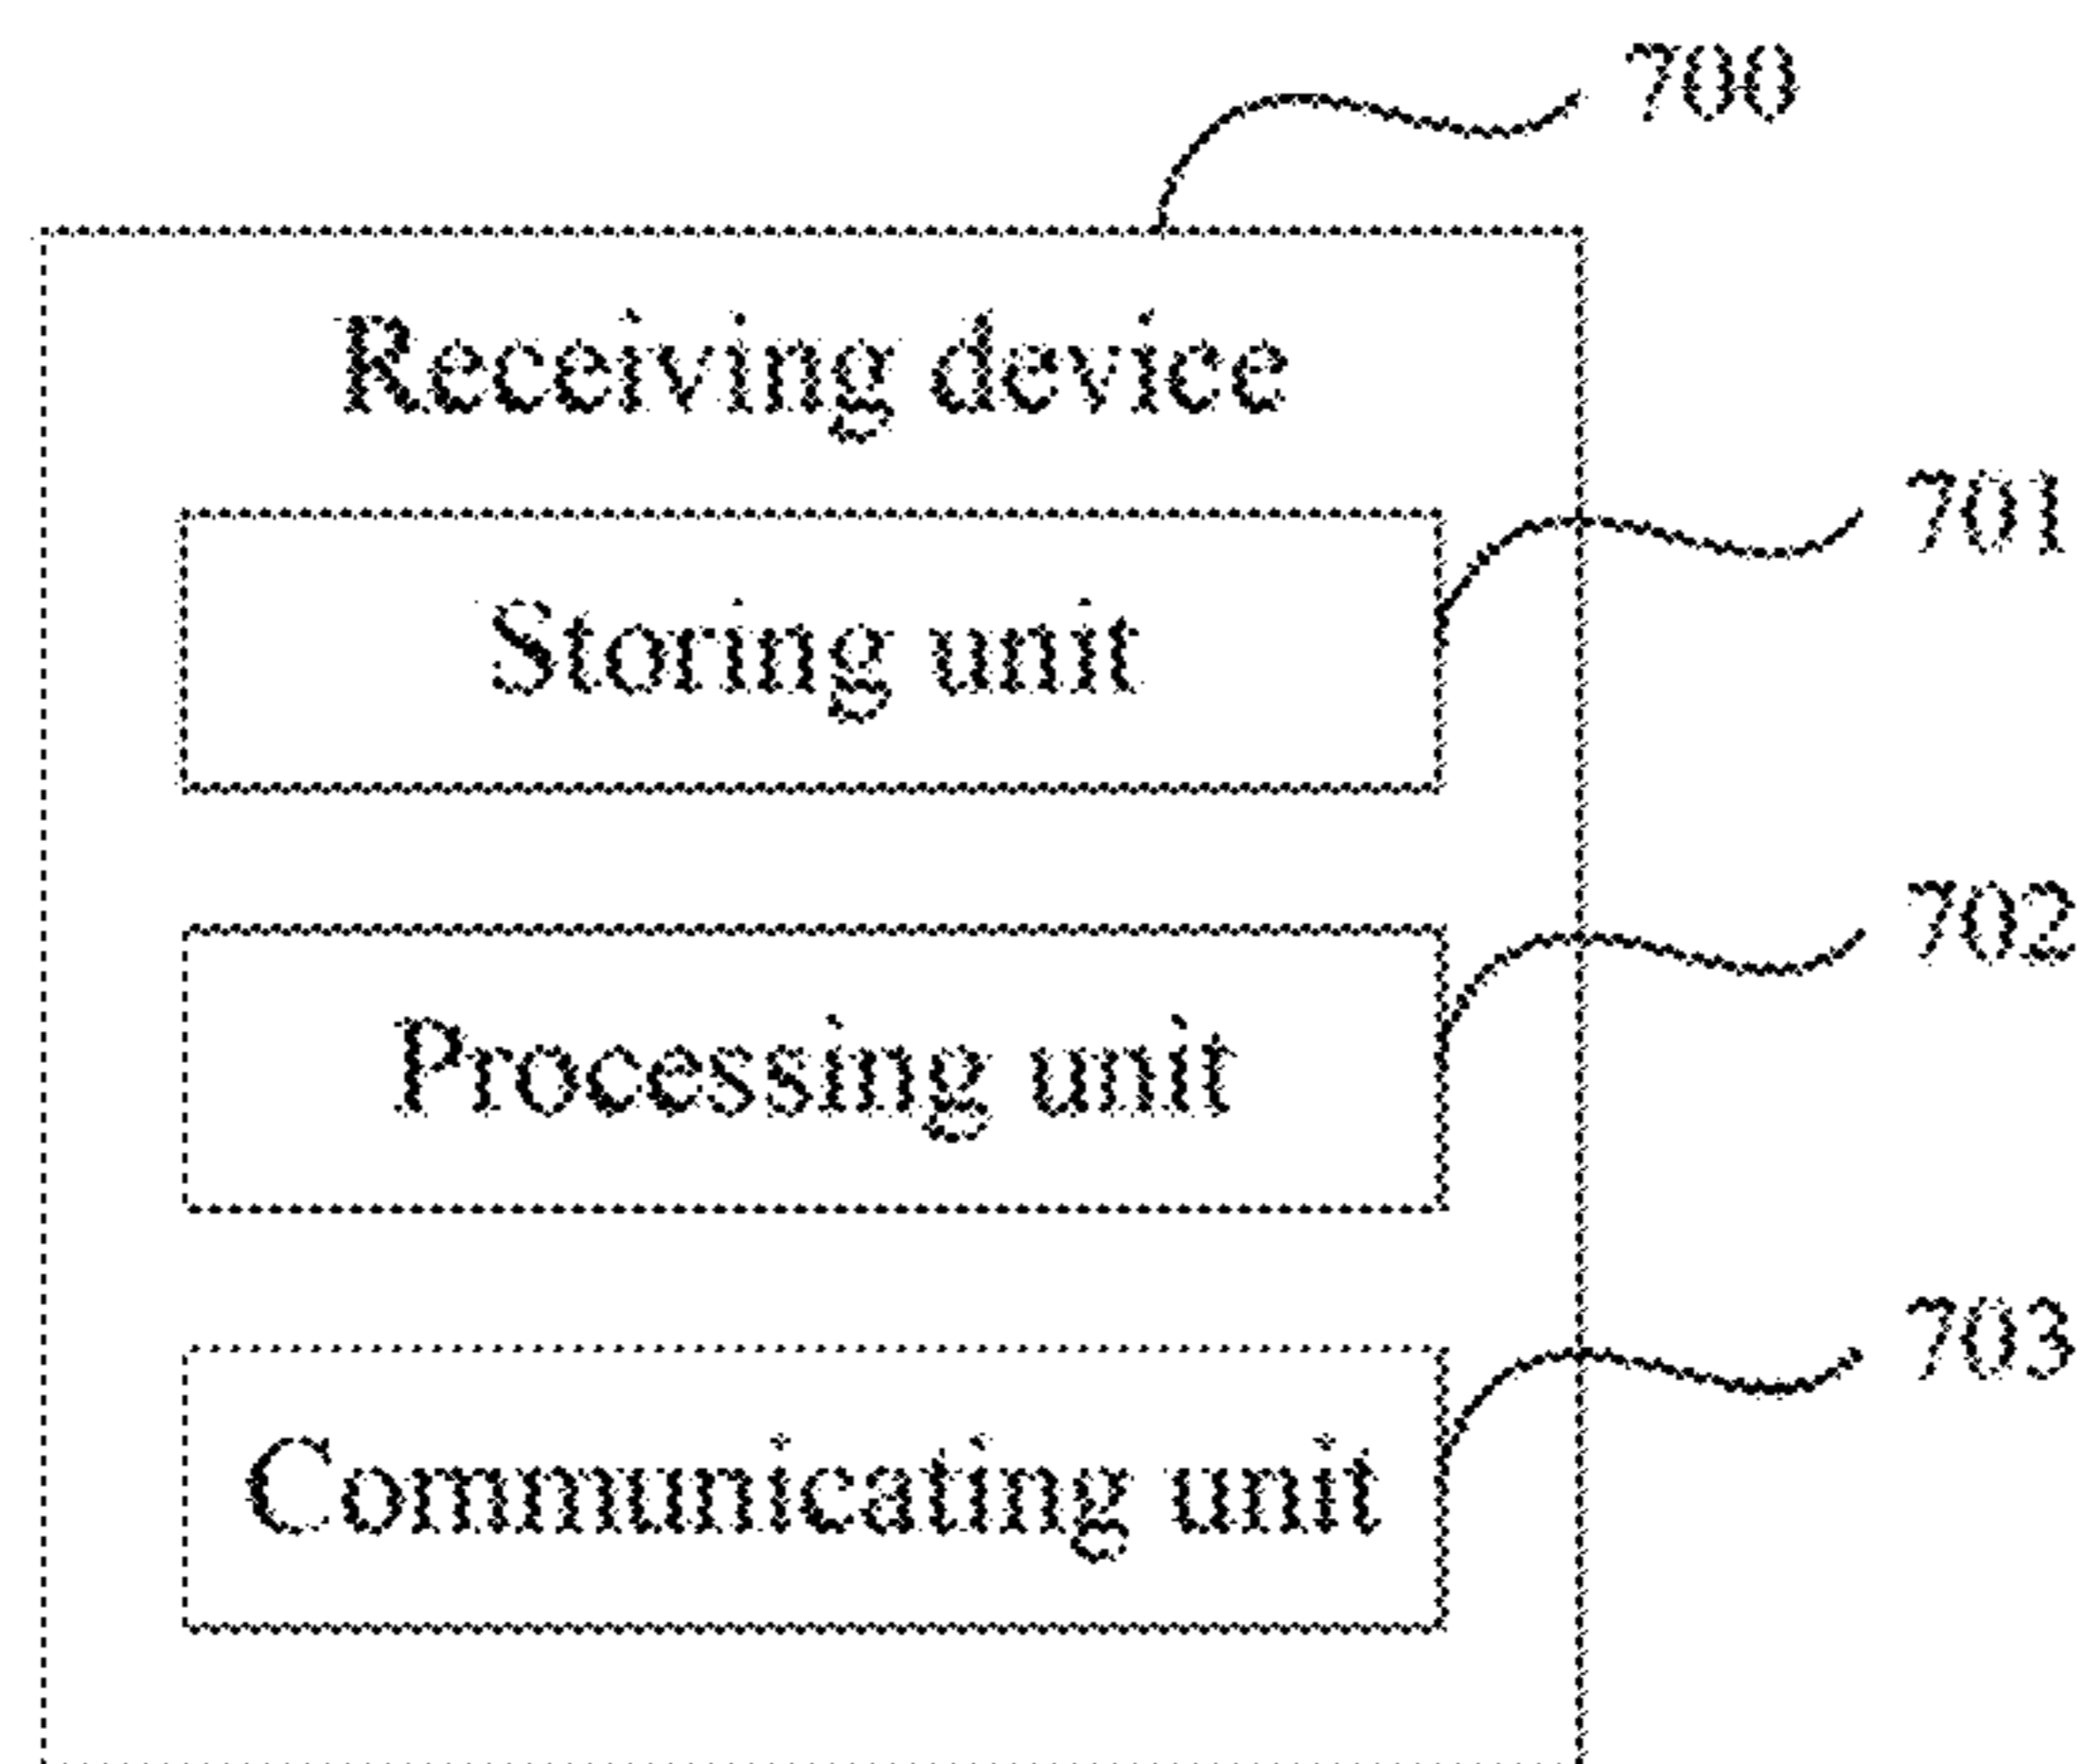 700
Receiving device
701
Storing unit
702
Processing unit
703
Communicating unit